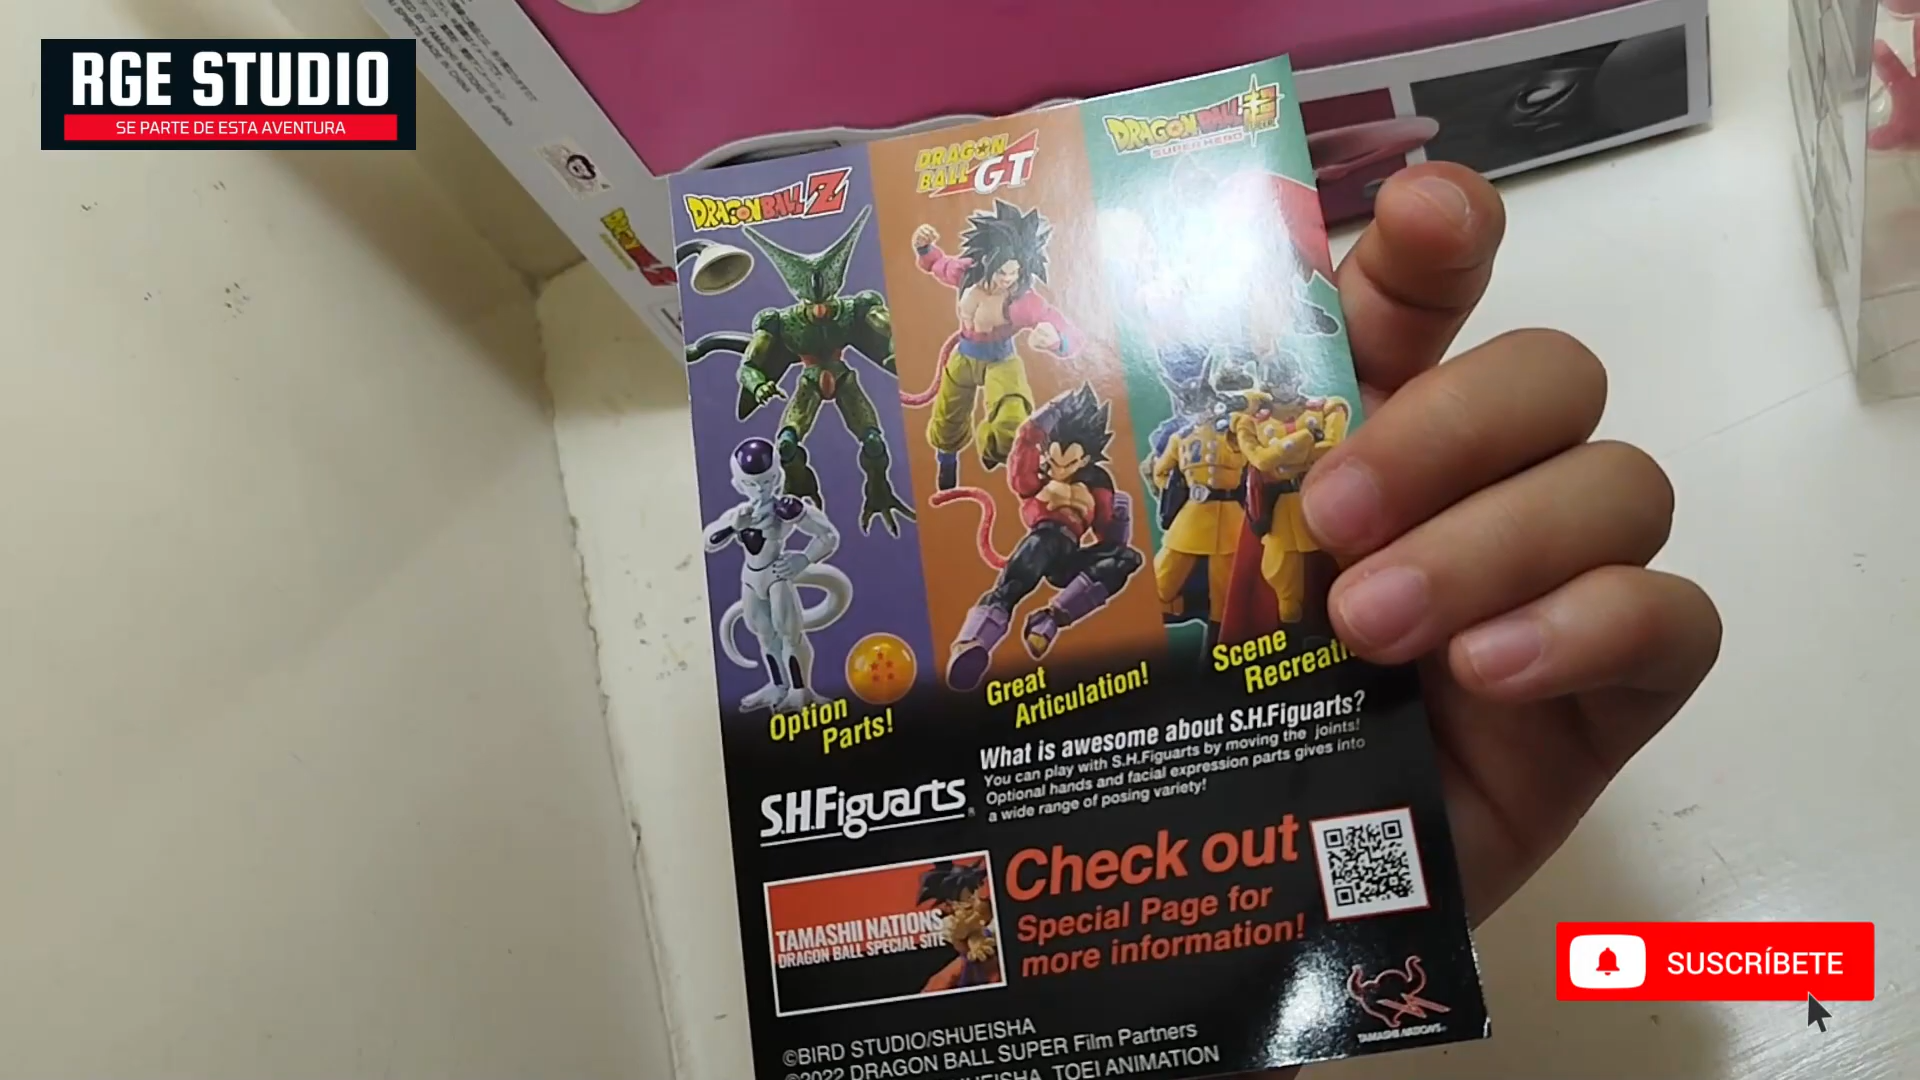 RGE STUDIO
SE PARTE DE ESTA AVENTURA
DRAGON BALL Z
DRAGON
BALL GT
DRAGON BALL 超
SUPER HERO
Option
Parts!
Great
Articulation!
Scene
What is awesome about S.H.Figuarts?
You can play with S.H.Figuarts by moving the joints!
Optional hands and facial expression parts gives into
a wide range of posing variety!
S.H.Figuarts
TAMASHII NATIONS
DRAGON BALL SPECIAL SITE
Check out
Special Page for
more information!
TAMASHII NATIONS
©BIRD STUDIO/SHUEISHA
©2022 DRAGON BALL SUPER Film Partners
TOEI ANIMATION
SUSCRÍBETE